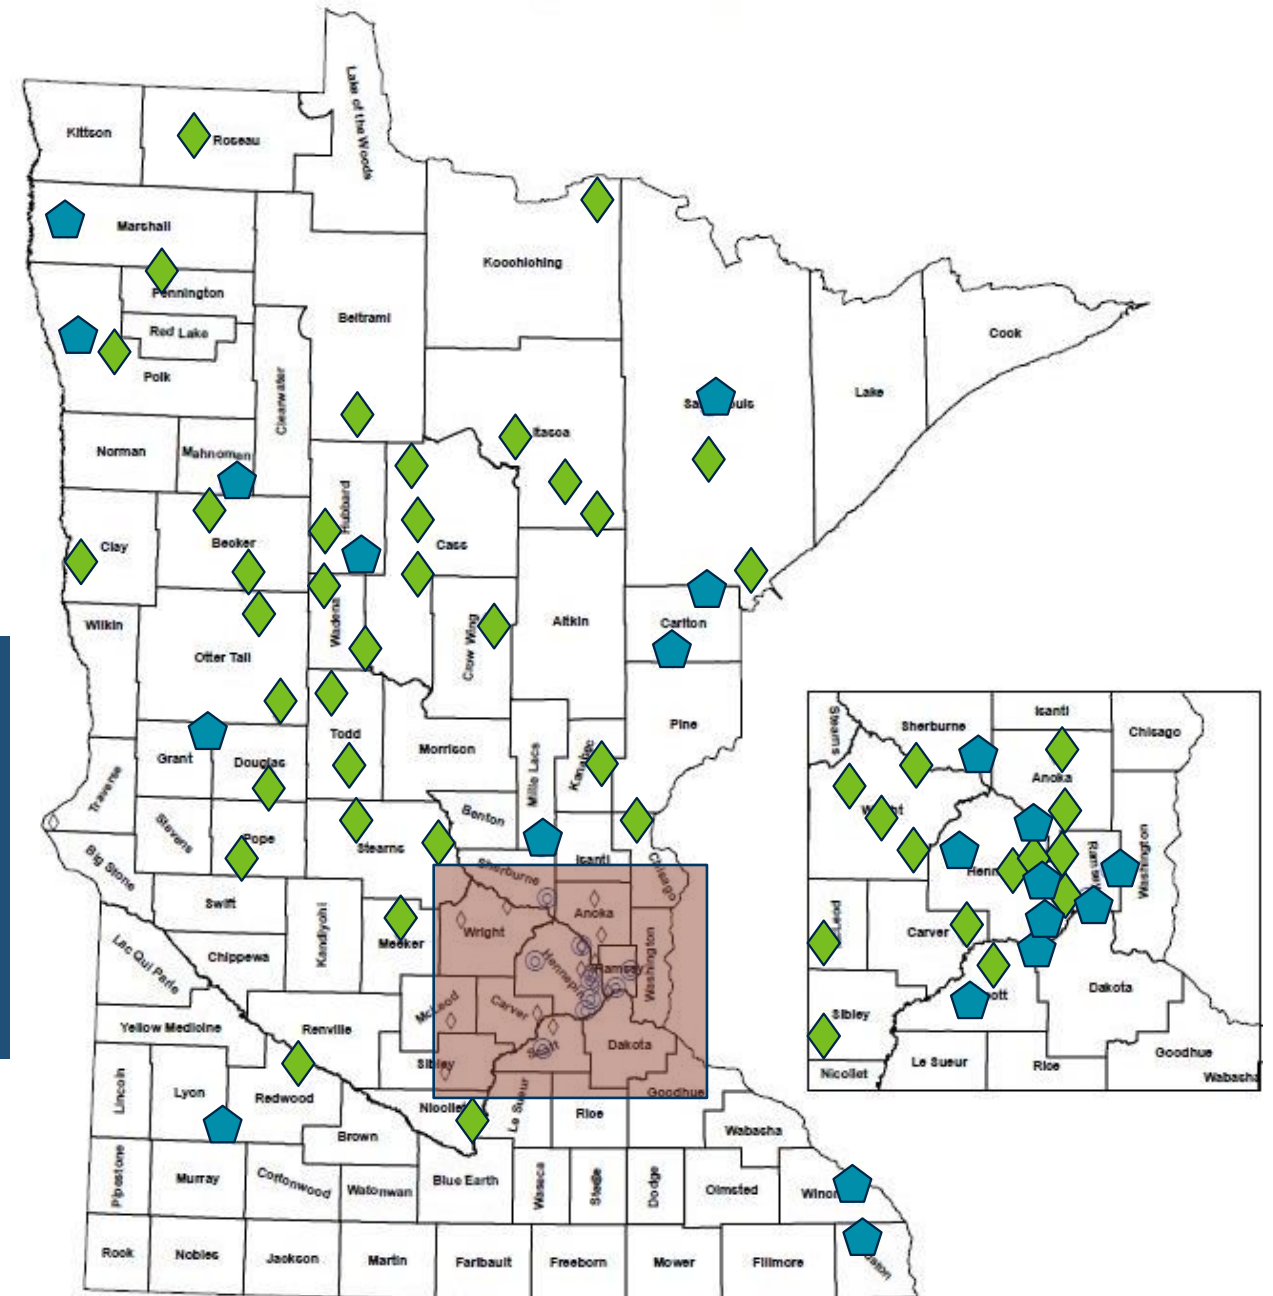 Lake of the Woods
Kittson
Roseau
Marshall
Koochiching
Pennington
Beltrami
Red Lake
Cook
Polk
Clearwater
Lake
Itasca
Norman
Mahnomen
Hubbard
Cass
Becker
Clay
Wilkin
Wadena
Crow Wing
Aitkin
Carlton
Otter Tail
Pine
Todd
Morrison
Grant
Douglas
Mille Lacs
Kanabec
Traverse
Stevens
Pope
Stearns
Benton
Isanti
Big Stone
Sherburne
Chisago
Swift
Kandiyohi
Meeker
Wright
Anoka
Lac Qui Parle
Chippewa
Hennepin
Ramsey
Washington
McLeod
Carver
Yellow Medicine
Renville
Scott
Dakota
Sibley
Lincoln
Lyon
Redwood
Nicollet
Le Sueur
Rice
Goodhue
Brown
Wabasha
Pipestone
Murray
Cottonwood
Watonwan
Blue Earth
Waseca
Steele
Dodge
Olmsted
Rock
Nobles
Jackson
Martin
Faribault
Freeborn
Mower
Fillmore
Stearns
Sherburne
Isanti
Chisago
Anoka
Ramsey
Washington
Carver
Dakota
Sibley
Le Sueur
Rice
Goodhue
Nicollet
Wabasha